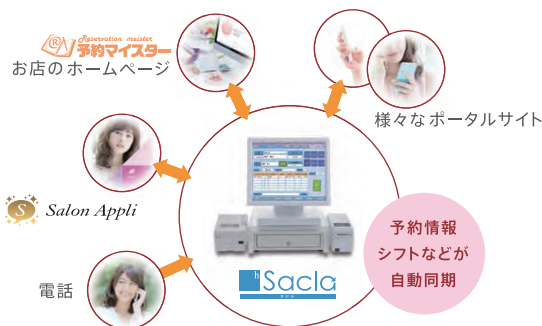 Reservation meister
予約マイスター
お店のホームページ
様々なポータルサイト
S Salon Appli
予約情報
シフトなどが
自動同期
電話
h Sacla